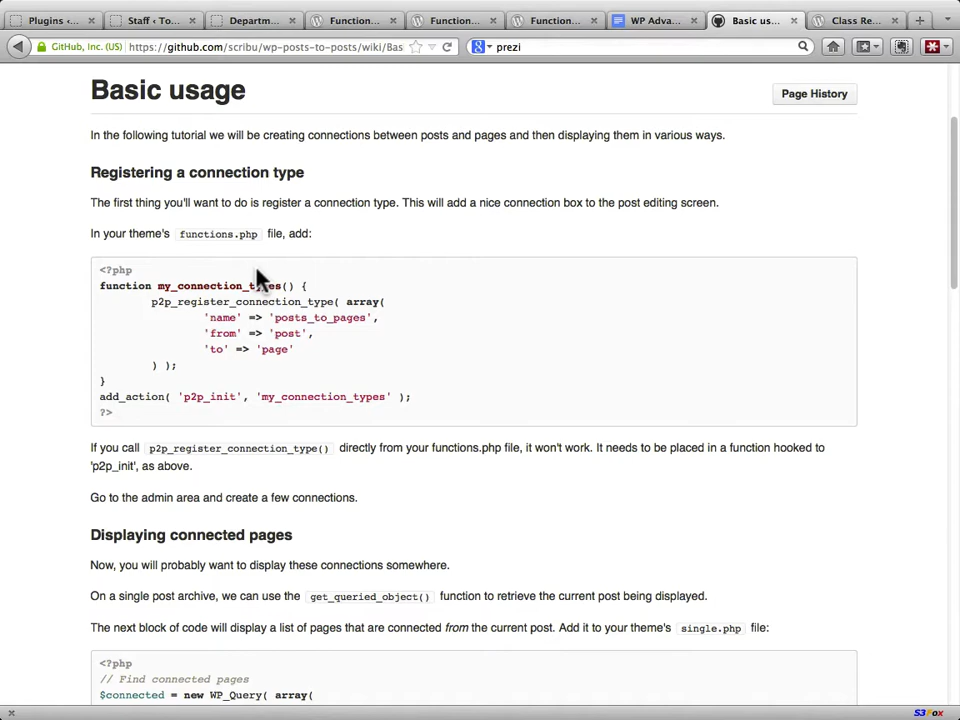 Plugins ‹...
Staff ‹ To...
Departm...
Function...
Function...
Function...
WP Adva...
Basic us...
Class Re...
GitHub, Inc. (US)
https://github.com/scribu/wp-posts-to-posts/wiki/Bas
prezi
Basic usage
Page History
In the following tutorial we will be creating connections between posts and pages and then displaying them in various ways.
Registering a connection type
The first thing you'll want to do is register a connection type. This will add a nice connection box to the post editing screen.
In your theme's functions.php file, add:
<?php
function my_connection_types() {
p2p_register_connection_type( array(
'name' => 'posts_to_pages',
'from' => 'post',
'to' => 'page'
) );
}
add_action( 'p2p_init', 'my_connection_types' );
?>
If you call p2p_register_connection_type() directly from your functions.php file, it won't work. It needs to be placed in a function hooked to
'p2p_init', as above.
Go to the admin area and create a few connections.
Displaying connected pages
Now, you will probably want to display these connections somewhere.
On a single post archive, we can use the get_queried_object() function to retrieve the current post being displayed.
The next block of code will display a list of pages that are connected from the current post. Add it to your theme's single.php file:
<?php
// Find connected pages
$connected = new WP_Query( array(
S3Fox